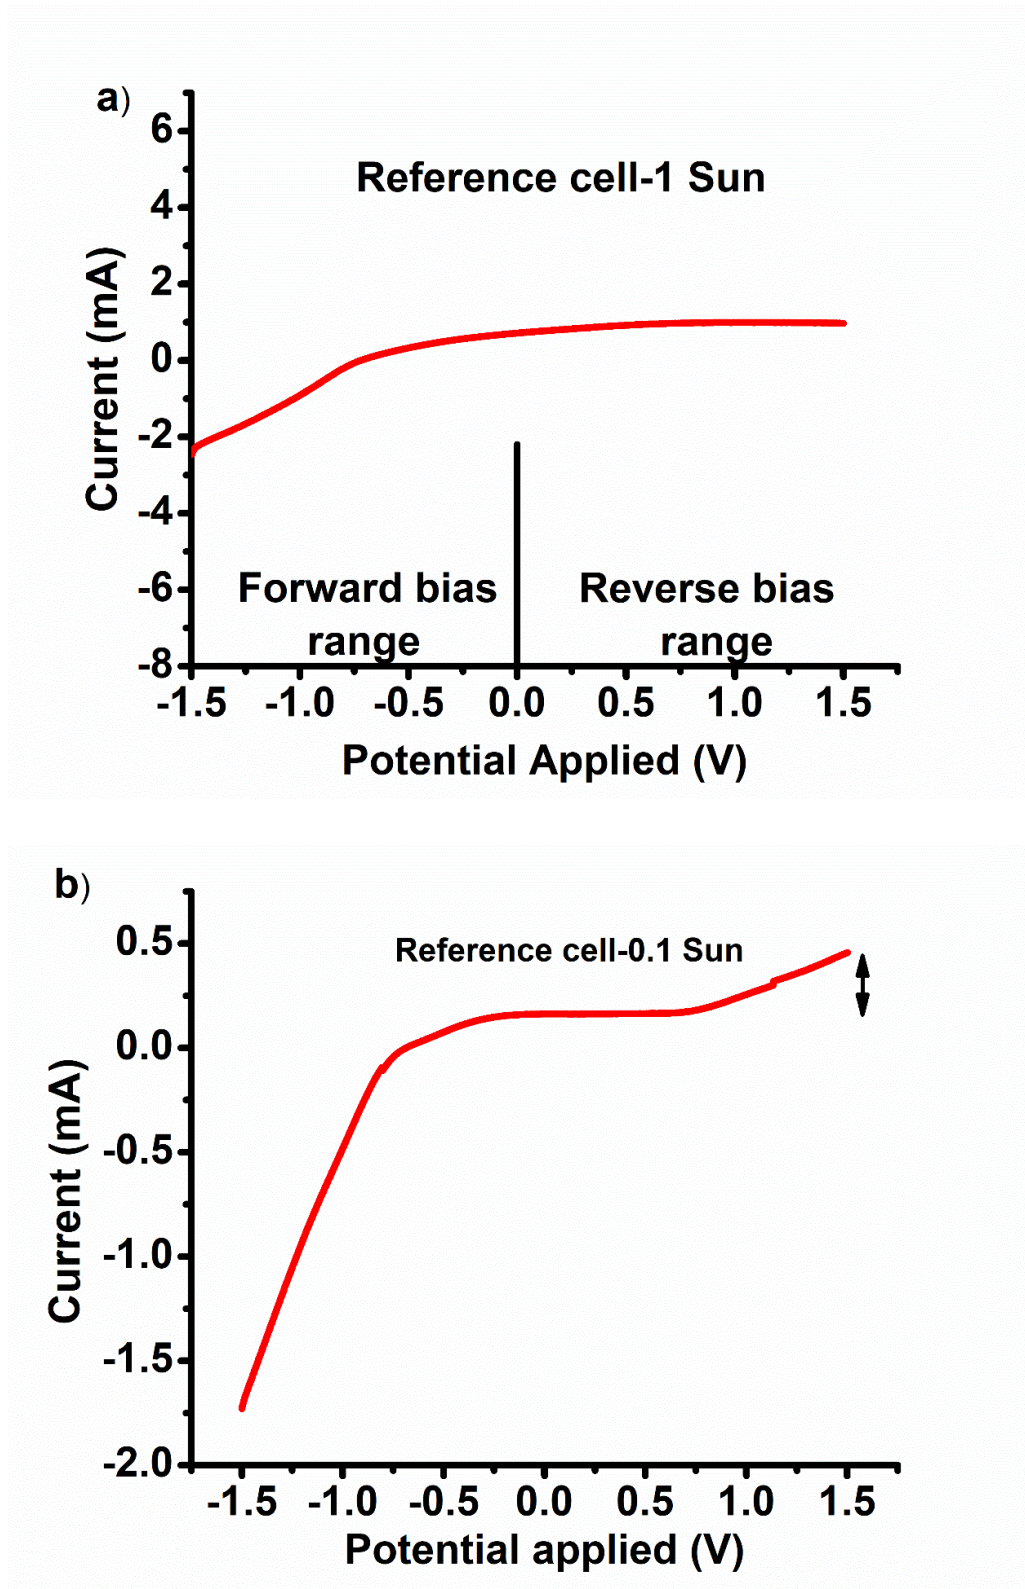 a)
6
4
2
0
-2
-4
-6
-8
Current (mA)
Reference cell-1 Sun
Forward bias
range
Reverse bias
range
-1.5 -1.0 -0.5 0.0 0.5 1.0 1.5
Potential Applied (V)
b)
0.5
0.0
-0.5
-1.0
-1.5
-2.0
Current (mA)
Reference cell-0.1 Sun
-1.5 -1.0 -0.5 0.0 0.5 1.0 1.5
Potential applied (V)